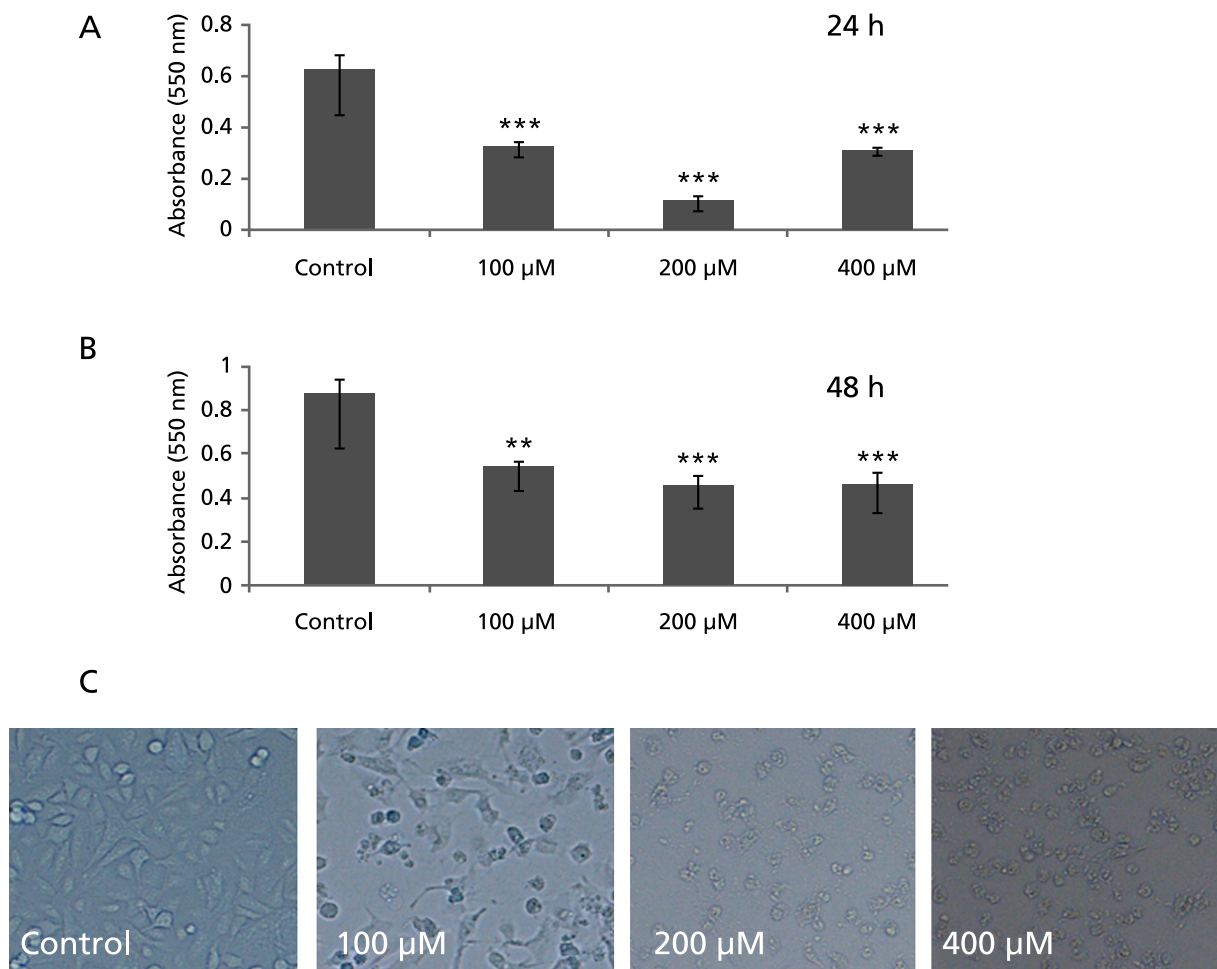 A
24 h
Absorbance (550 nm)
0.8
0.6
0.4
0.2
0
***
***
***
Control 100 µM 200 µM 400 µM
B
48 h
Absorbance (550 nm)
1
0.8
0.6
0.4
0.2
0
**
***
***
Control 100 µM 200 µM 400 µM
C
Control 100 µM 200 µM 400 µM